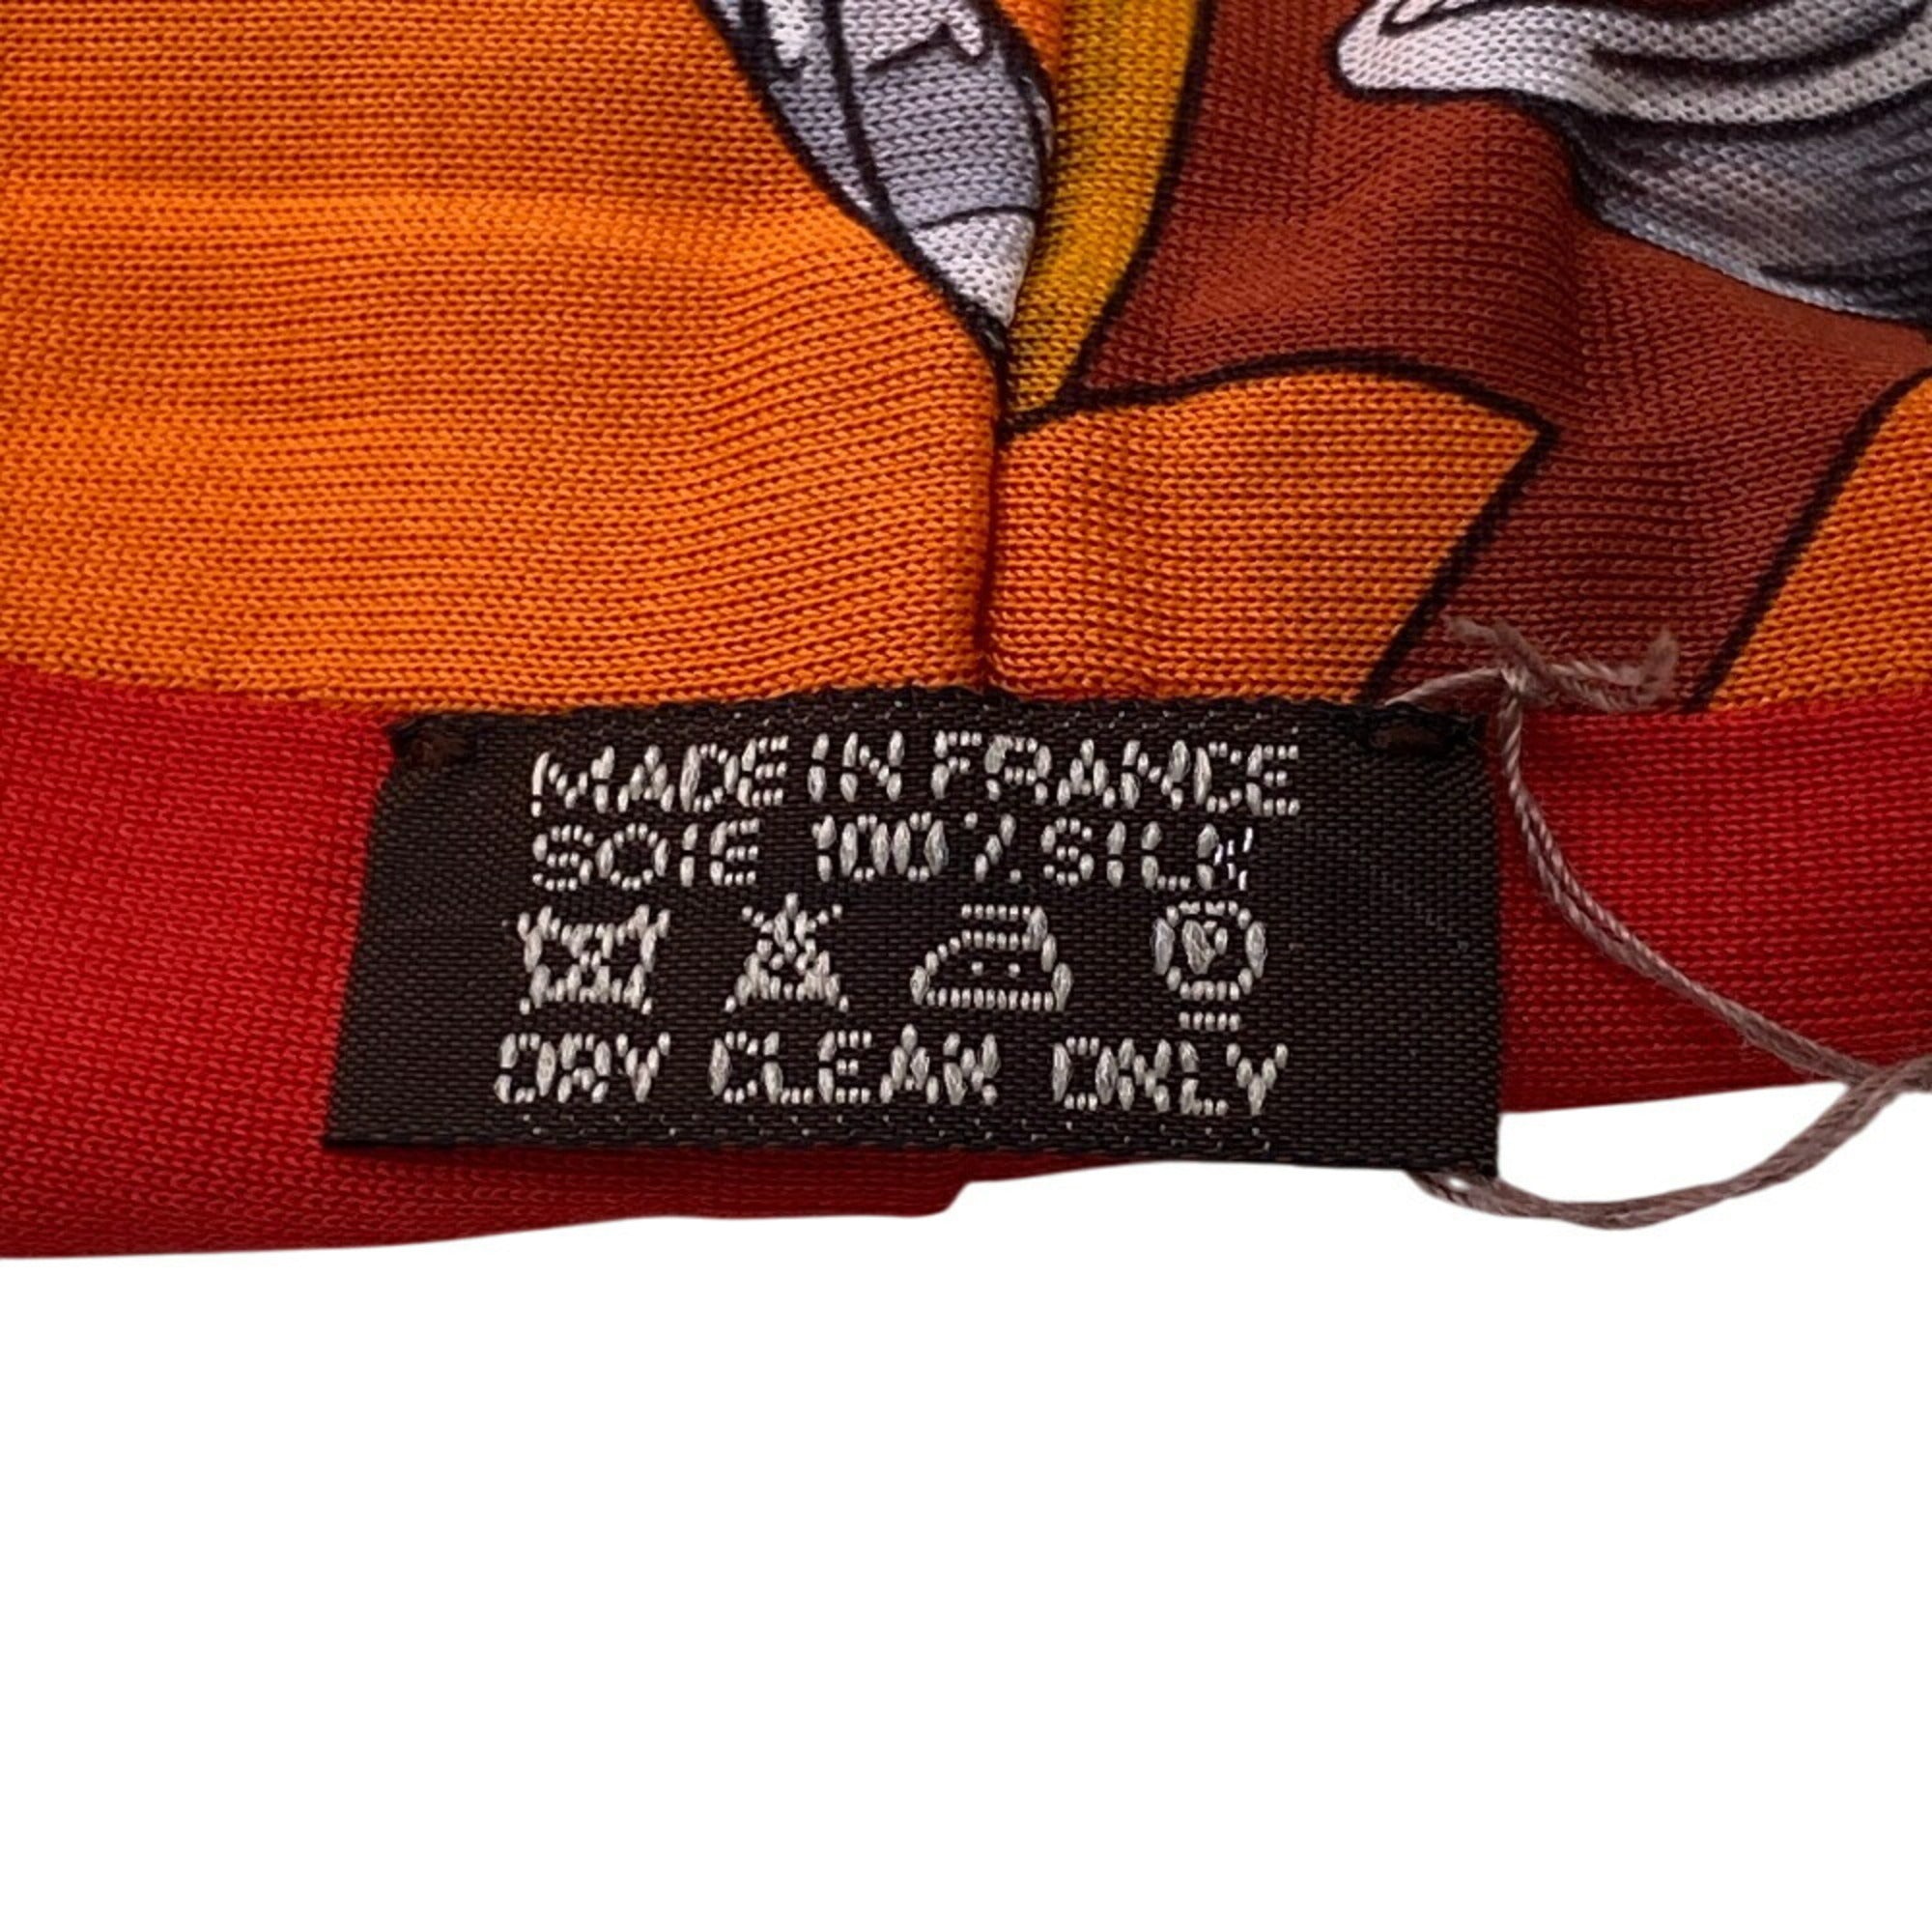 MADE IN FRANCE
SOIE 100% SILK
P
DRY CLEAN ONLY